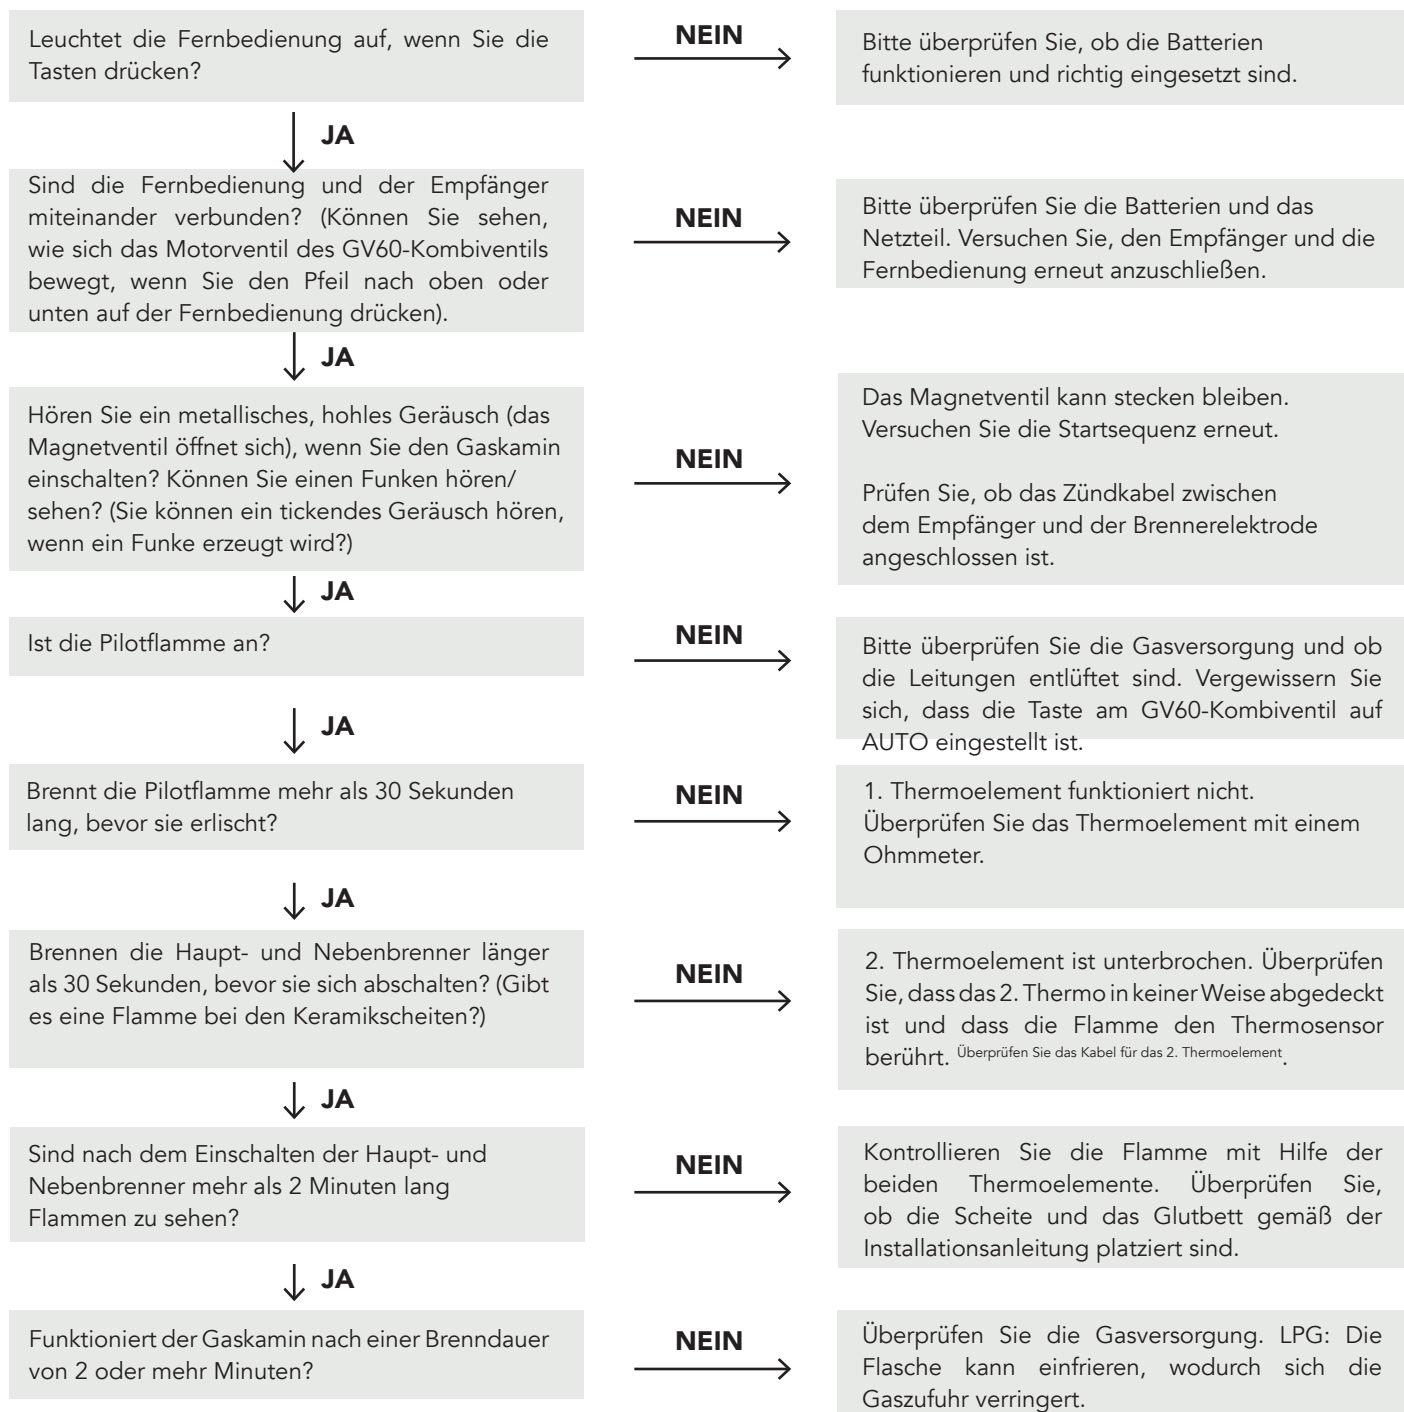 Leuchtet die Fernbedienung auf, wenn Sie die
Tasten drücken?
NEIN
Bitte überprüfen Sie, ob die Batterien
funktionieren und richtig eingesetzt sind.
JA
Sind die Fernbedienung und der Empfänger
miteinander verbunden? (Können Sie sehen,
wie sich das Motorventil des GV60-Kombiventils
bewegt, wenn Sie den Pfeil nach oben oder
unten auf der Fernbedienung drücken).
NEIN
Bitte überprüfen Sie die Batterien und das
Netzteil. Versuchen Sie, den Empfänger und die
Fernbedienung erneut anzuschließen.
JA
Hören Sie ein metallisches, hohles Geräusch (das
Magnetventil öffnet sich), wenn Sie den Gaskamin
einschalten? Können Sie einen Funken hören/
sehen? (Sie können ein tickendes Geräusch hören,
wenn ein Funke erzeugt wird?)
NEIN
Das Magnetventil kann stecken bleiben.
Versuchen Sie die Startsequenz erneut.
Prüfen Sie, ob das Zündkabel zwischen
dem Empfänger und der Brennerelektrode
angeschlossen ist.
JA
Ist die Pilotflamme an?
NEIN
Bitte überprüfen Sie die Gasversorgung und ob
die Leitungen entlüftet sind. Vergewissern Sie
sich, dass die Taste am GV60-Kombiventil auf
AUTO eingestellt ist.
JA
Brennt die Pilotflamme mehr als 30 Sekunden
lang, bevor sie erlischt?
NEIN
1. Thermoelement funktioniert nicht.
Überprüfen Sie das Thermoelement mit einem
Ohmmeter.
JA
Brennen die Haupt- und Nebenbrenner länger
als 30 Sekunden, bevor sie sich abschalten? (Gibt
es eine Flamme bei den Keramikscheiten?)
NEIN
2. Thermoelement ist unterbrochen. Überprüfen
Sie, dass das 2. Thermo in keiner Weise abgedeckt
ist und dass die Flamme den Thermosensor
berührt. Überprüfen Sie das Kabel für das 2. Thermoelement.
JA
Sind nach dem Einschalten der Haupt- und
Nebenbrenner mehr als 2 Minuten lang
Flammen zu sehen?
NEIN
Kontrollieren Sie die Flamme mit Hilfe der
beiden Thermoelemente. Überprüfen Sie,
ob die Scheite und das Glutbett gemäß der
Installationsanleitung platziert sind.
JA
Funktioniert der Gaskamin nach einer Brenndauer
von 2 oder mehr Minuten?
NEIN
Überprüfen Sie die Gasversorgung. LPG: Die
Flasche kann einfrieren, wodurch sich die
Gaszufuhr verringert.